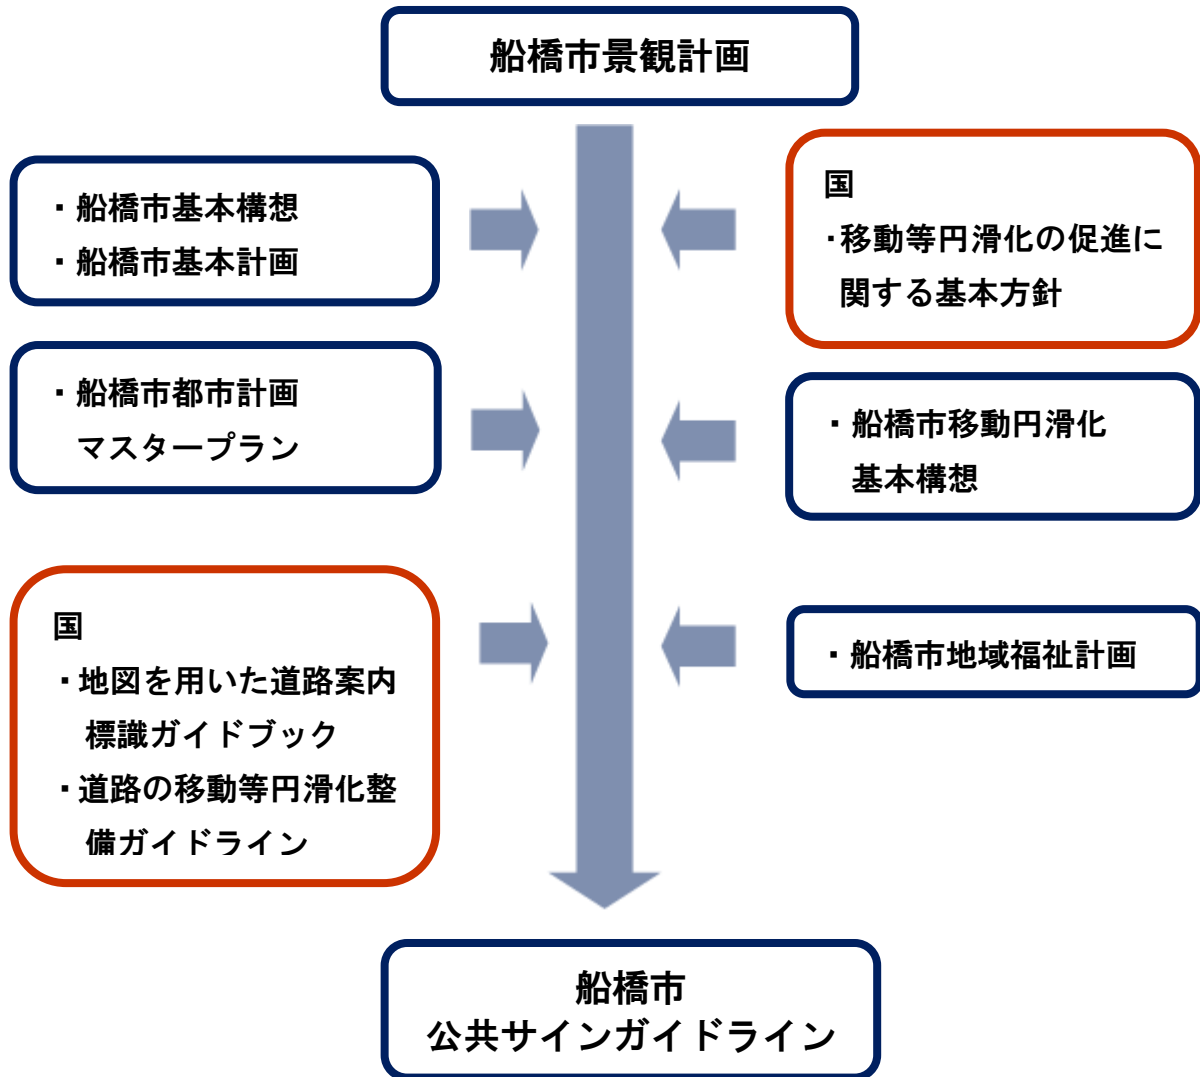 船橋市景観計画
・船橋市基本構想
・船橋市基本計画
国
・移動等円滑化の促進に
関する基本方針
・船橋市都市計画
マスタープラン
・船橋市移動円滑化
基本構想
国
・地図を用いた道路案内
標識ガイドブック
・道路の移動等円滑化整
備ガイドライン
・船橋市地域福祉計画
船橋市
公共サインガイドライン